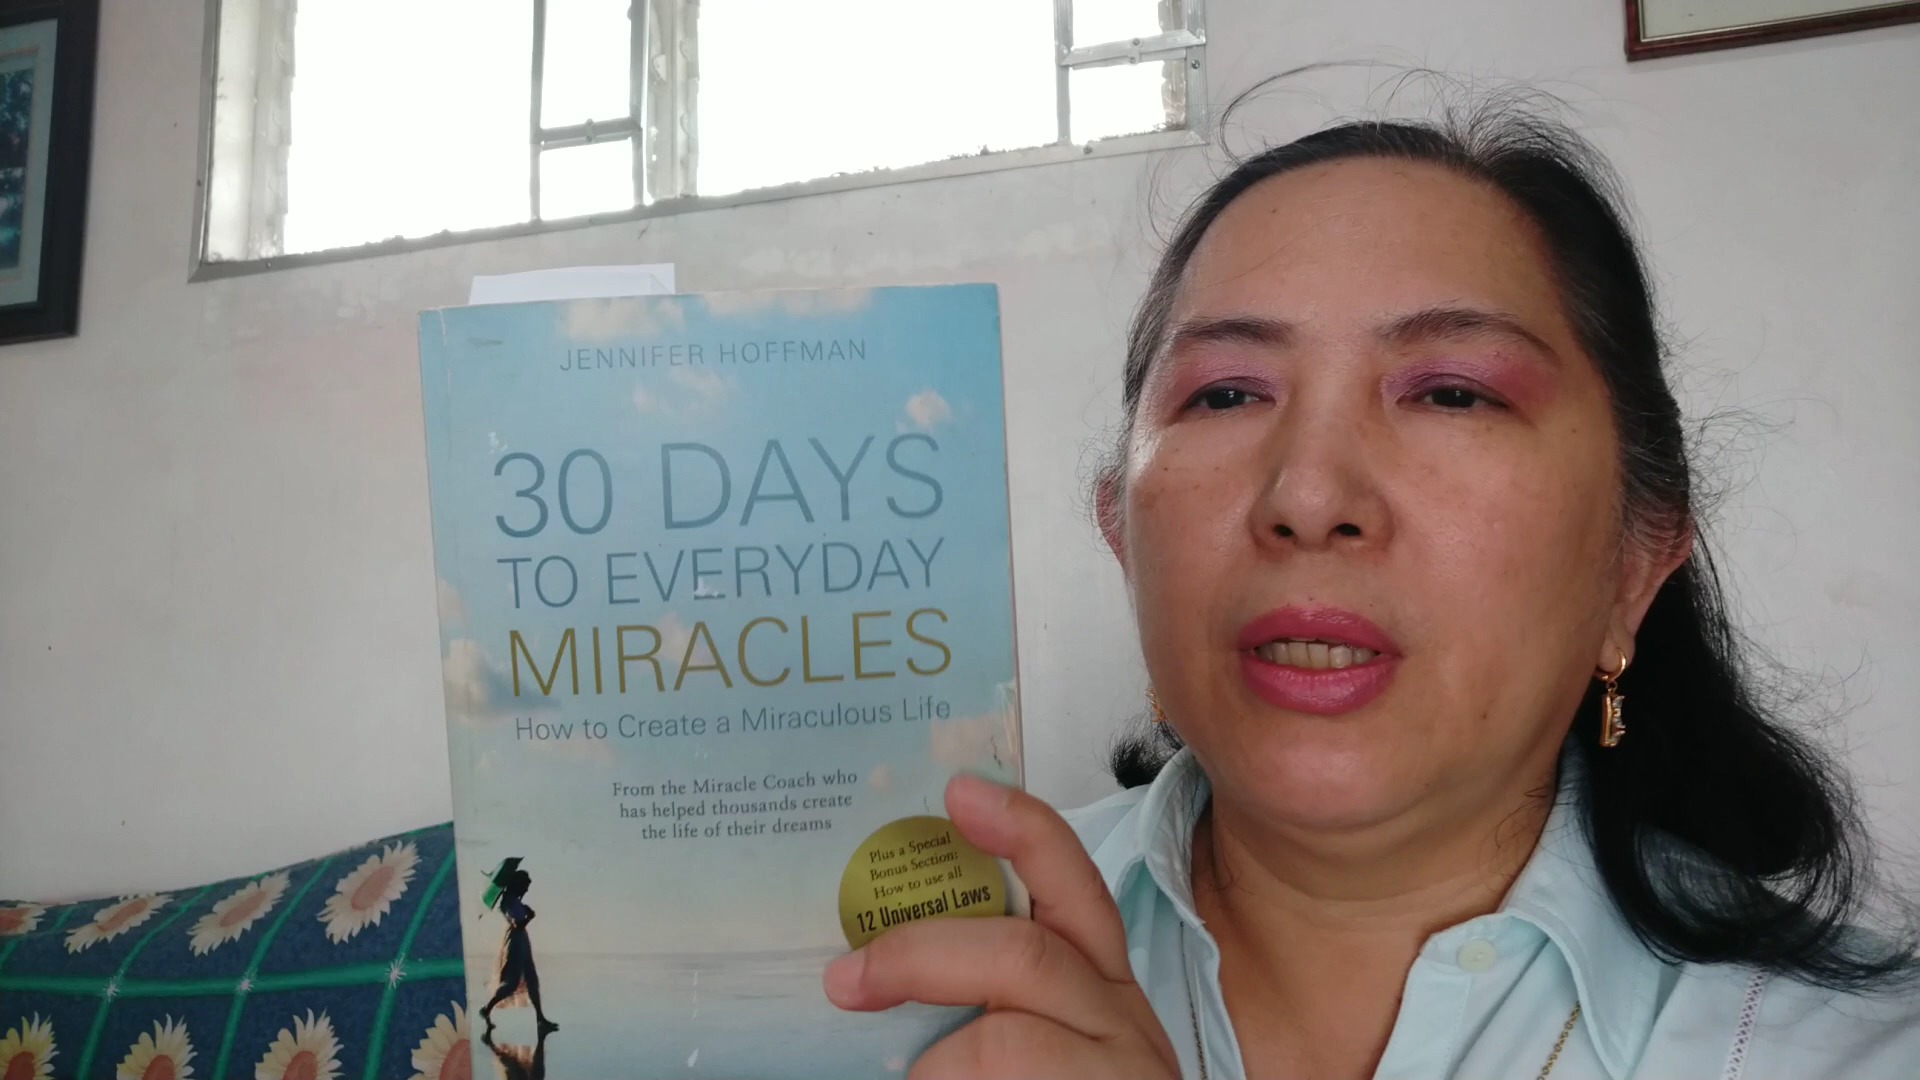 JENNIFER HOFFMAN
30 DAYS
TO EVERYDAY
MIRACLES
How to Create a Miraculous Life
From the Miracle Coach who
has helped thousands create
the life of their dreams
Plus a Special
Bonus Section:
How to use all
12 Universal Laws